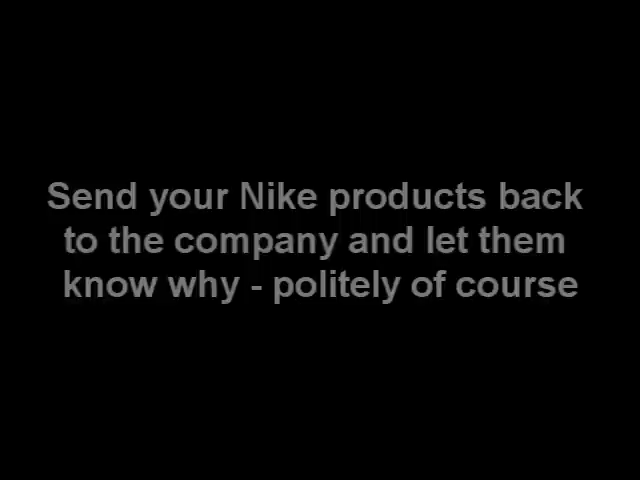 Send your Nike products back
to the company and let them
know why - politely of course